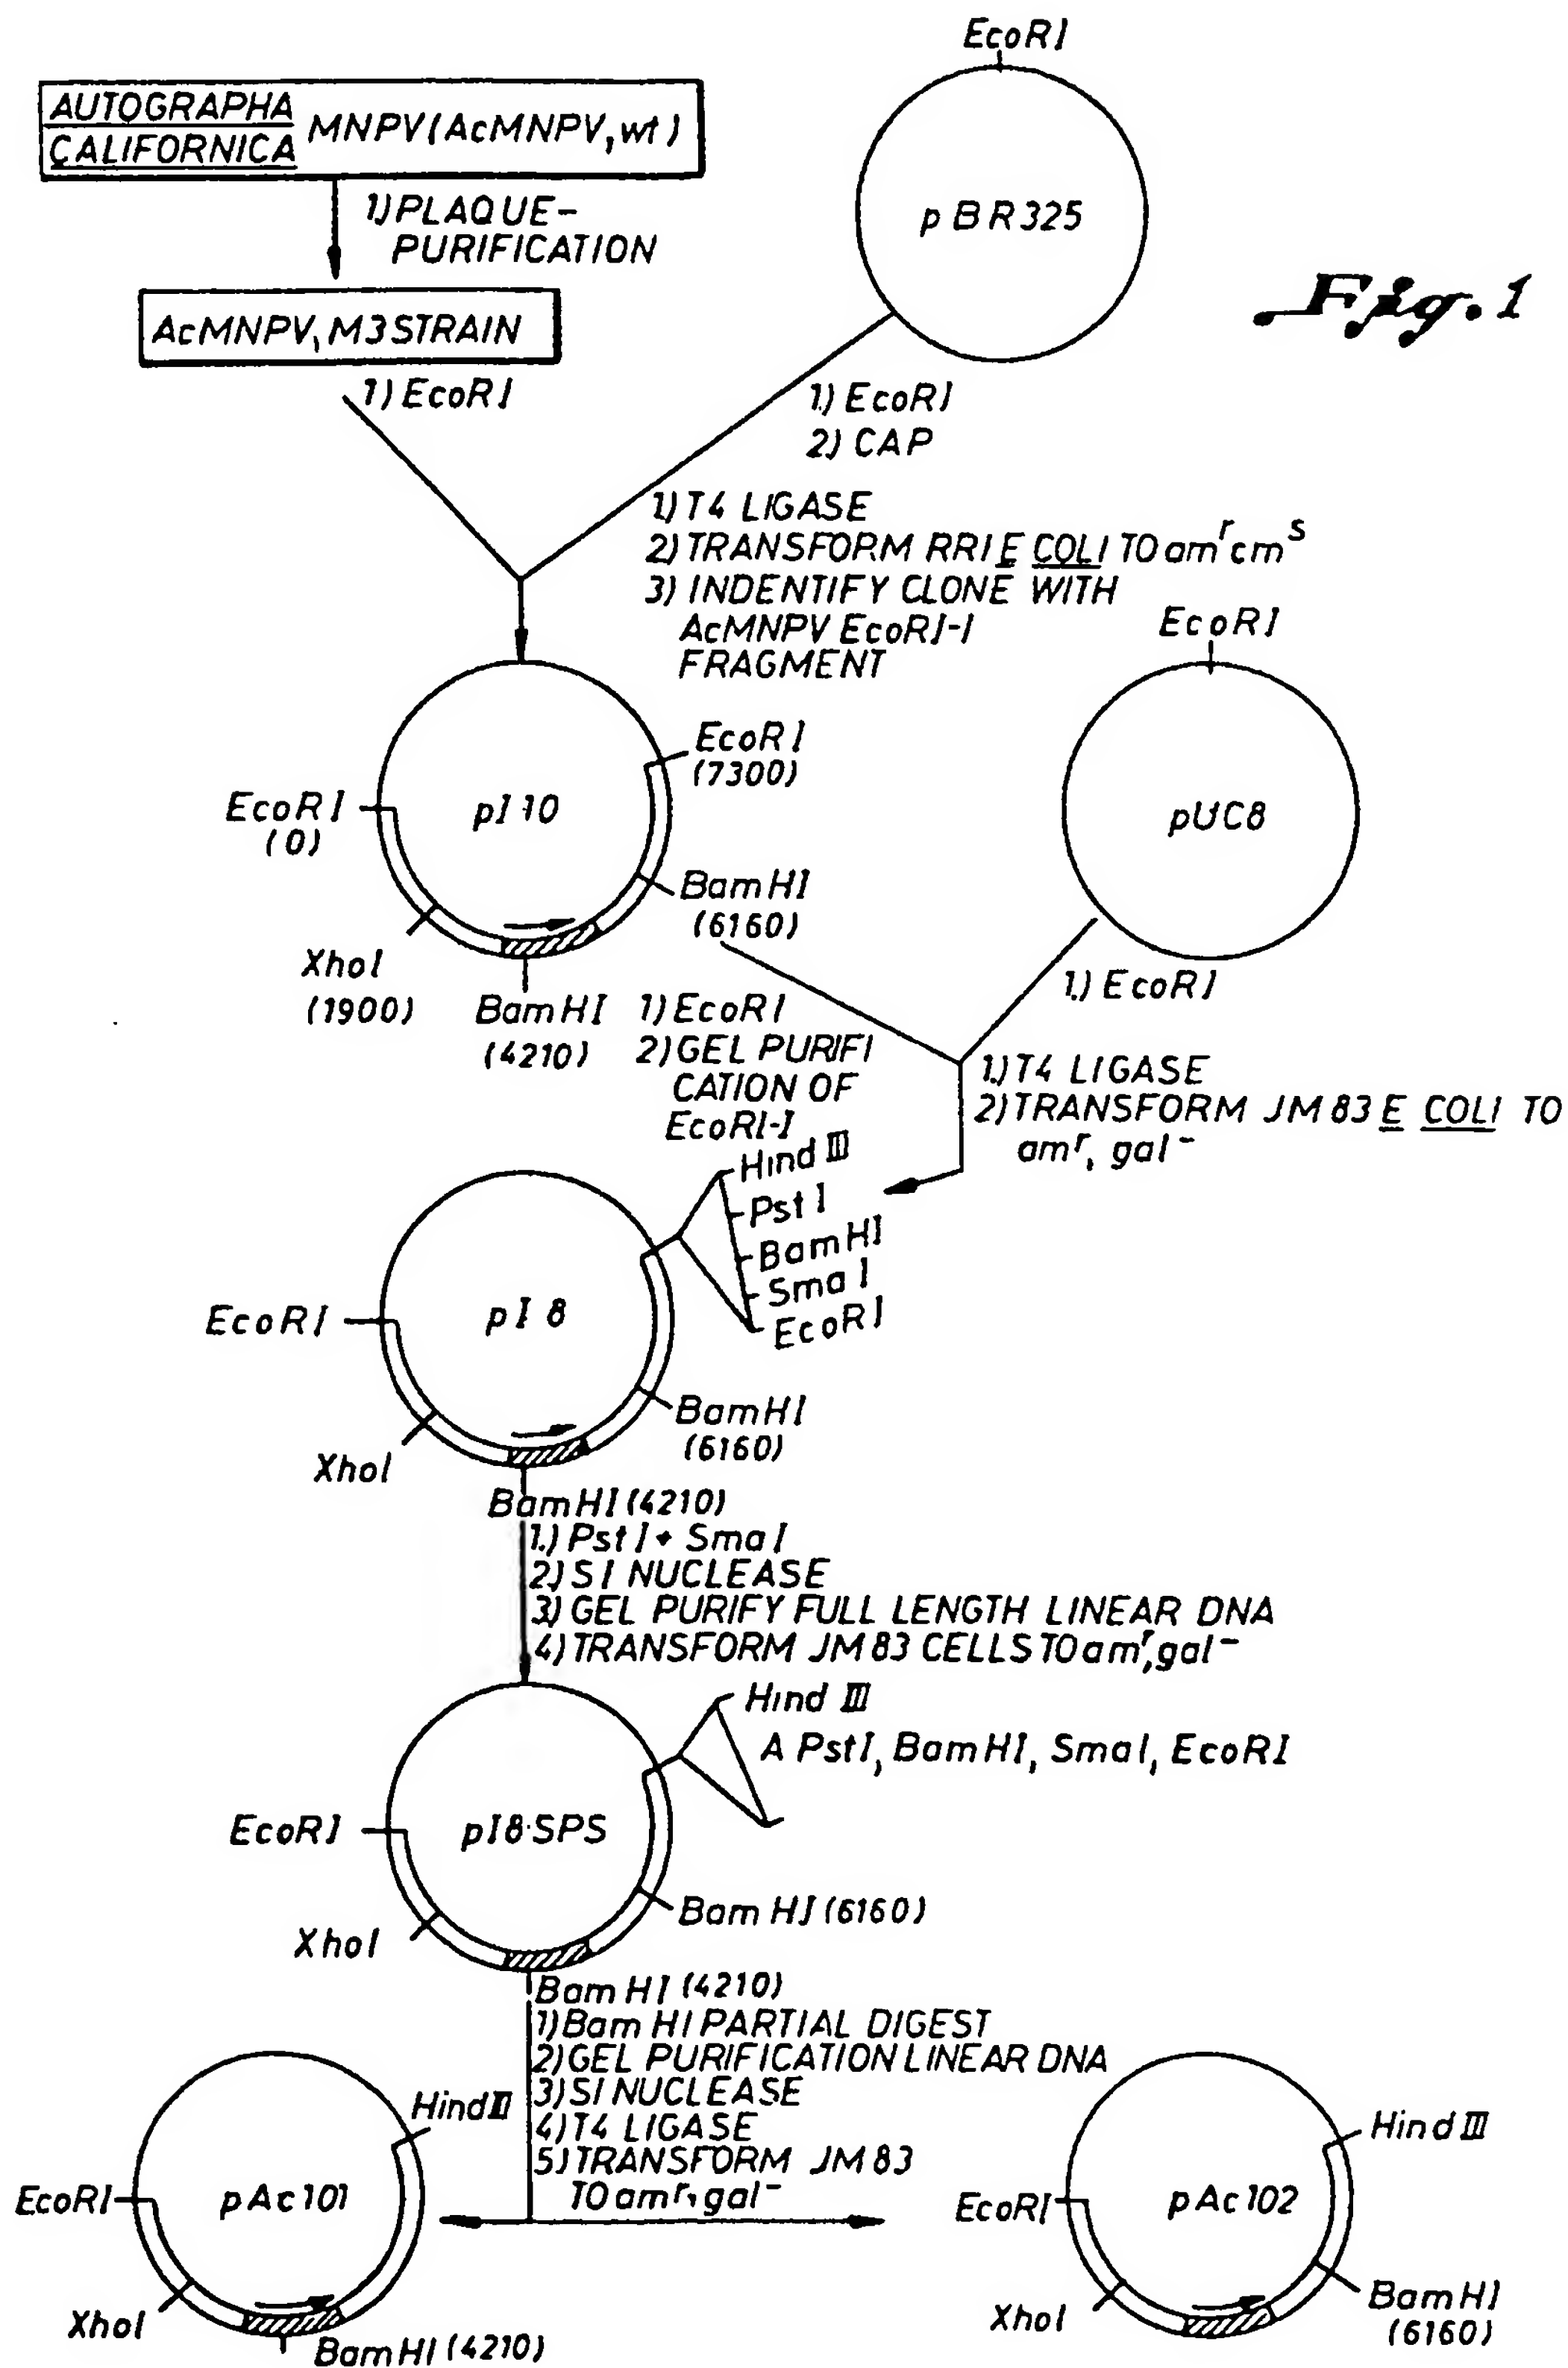 EcoRI
AUTOGRAPHA
CALIFORNICA MNPV(AcMNPV,wt)
1.)PLAQUE-
PURIFICATION
pBR325
Fig.1
AcMNPV, M3 STRAIN
1) EcoRI
1.) EcoRI
2.) CAP
1.) T4 LIGASE
2) TRANSFORM RRI E COLI TO am^r cm^s
3) INDENTIFY CLONE WITH
AcMNPV EcoRI-I
FRAGMENT
EcoRI
EcoRI
(7300)
EcoRI
(0)
pI10
pUC8
BamHI
(6160)
XhoI
(1900)
BamHI
(4210)
1) EcoRI
2) GEL PURIFI
CATION OF
EcoRI-I
1.) EcoRI
1.) T4 LIGASE
2) TRANSFORM JM 83 E COLI TO
am^r, gal^-
Hind III
Pst I
BamHI
Sma I
EcoRI
EcoRI
pI 8
BamHI
(6160)
XhoI
BamHI (4210)
1.) Pst I + Sma I
2.) SI NUCLEASE
3) GEL PURIFY FULL LENGTH LINEAR DNA
4.) TRANSFORM JM 83 CELLS TO am^r, gal^-
Hind III
A PstI, BamHI, SmaI, EcoRI
EcoRI
pI8·SPS
Bam HI (6160)
XhoI
Bam HI (4210)
1) Bam HI PARTIAL DIGEST
2) GEL PURIFICATION LINEAR DNA
3) SI NUCLEASE
4) T4 LIGASE
5.) TRANSFORM JM 83
TO am^r, gal^-
Hind II
EcoRI
pAc101
XhoI
BamHI (4210)
Hind III
EcoRI
pAc102
XhoI
BamHI
(6160)